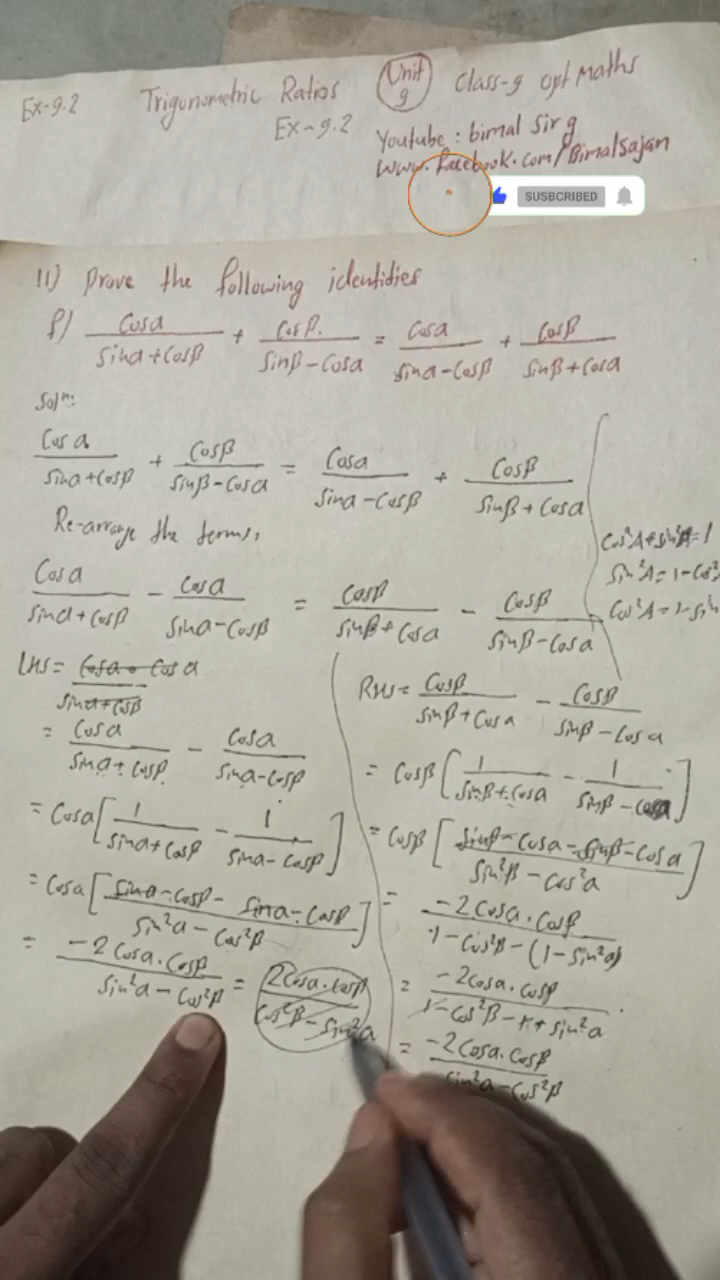 Ex-9.2 Trigonometric Ratios Unit 9 Class-9 opt maths
Ex-9.2 Youtube : bimal sir g
www.facebook.com/Bimalsajan
SUSBCRIBED
11) Prove the following identities
f) Cosα/(Sinα+Cosβ) + Cosβ/(Sinβ-Cosα) = Cosα/(Sinα-Cosβ) + Cosβ/(Sinβ+Cosα)
Solⁿ:
Cosα/(Sinα+Cosβ) + Cosβ/(Sinβ-Cosα) = Cosα/(Sinα-Cosβ) + Cosβ/(Sinβ+Cosα)
Re-arrange the terms,
Cosα/(Sinα+Cosβ) - Cosα/(Sinα-Cosβ) = Cosβ/(Sinβ+Cosα) - Cosβ/(Sinβ-Cosα)
Cos²A+Sin²A=1
Sin²A=1-Cos²
Cos²A=1-Sin
LHS =
= Cosα/(Sinα+Cosβ) - Cosα/(Sinα-Cosβ)
= Cosα[1/(Sinα+Cosβ) - 1/(Sinα-Cosβ)]
= Cosα[(Sinα-Cosβ-Sinα-Cosβ)/(Sin²α-Cos²β)]
= -2Cosα.Cosβ/(Sin²α-Cos²β) = 2Cosα.Cosβ/(Cos²β-Sin²α)
RHS = Cosβ/(Sinβ+Cosα) - Cosβ/(Sinβ-Cosα)
= Cosβ[1/(Sinβ+Cosα) - 1/(Sinβ-Cosα)]
= Cosβ[(Sinβ-Cosα-Sinβ-Cosα)/(Sin²β-Cos²α)]
= -2Cosα.Cosβ/(1-Cos²β-(1-Sin²α))
= -2Cosα.Cosβ/(1-Cos²β-1+Sin²α)
= -2Cosα.Cosβ/(Sin²α-Cos²β)